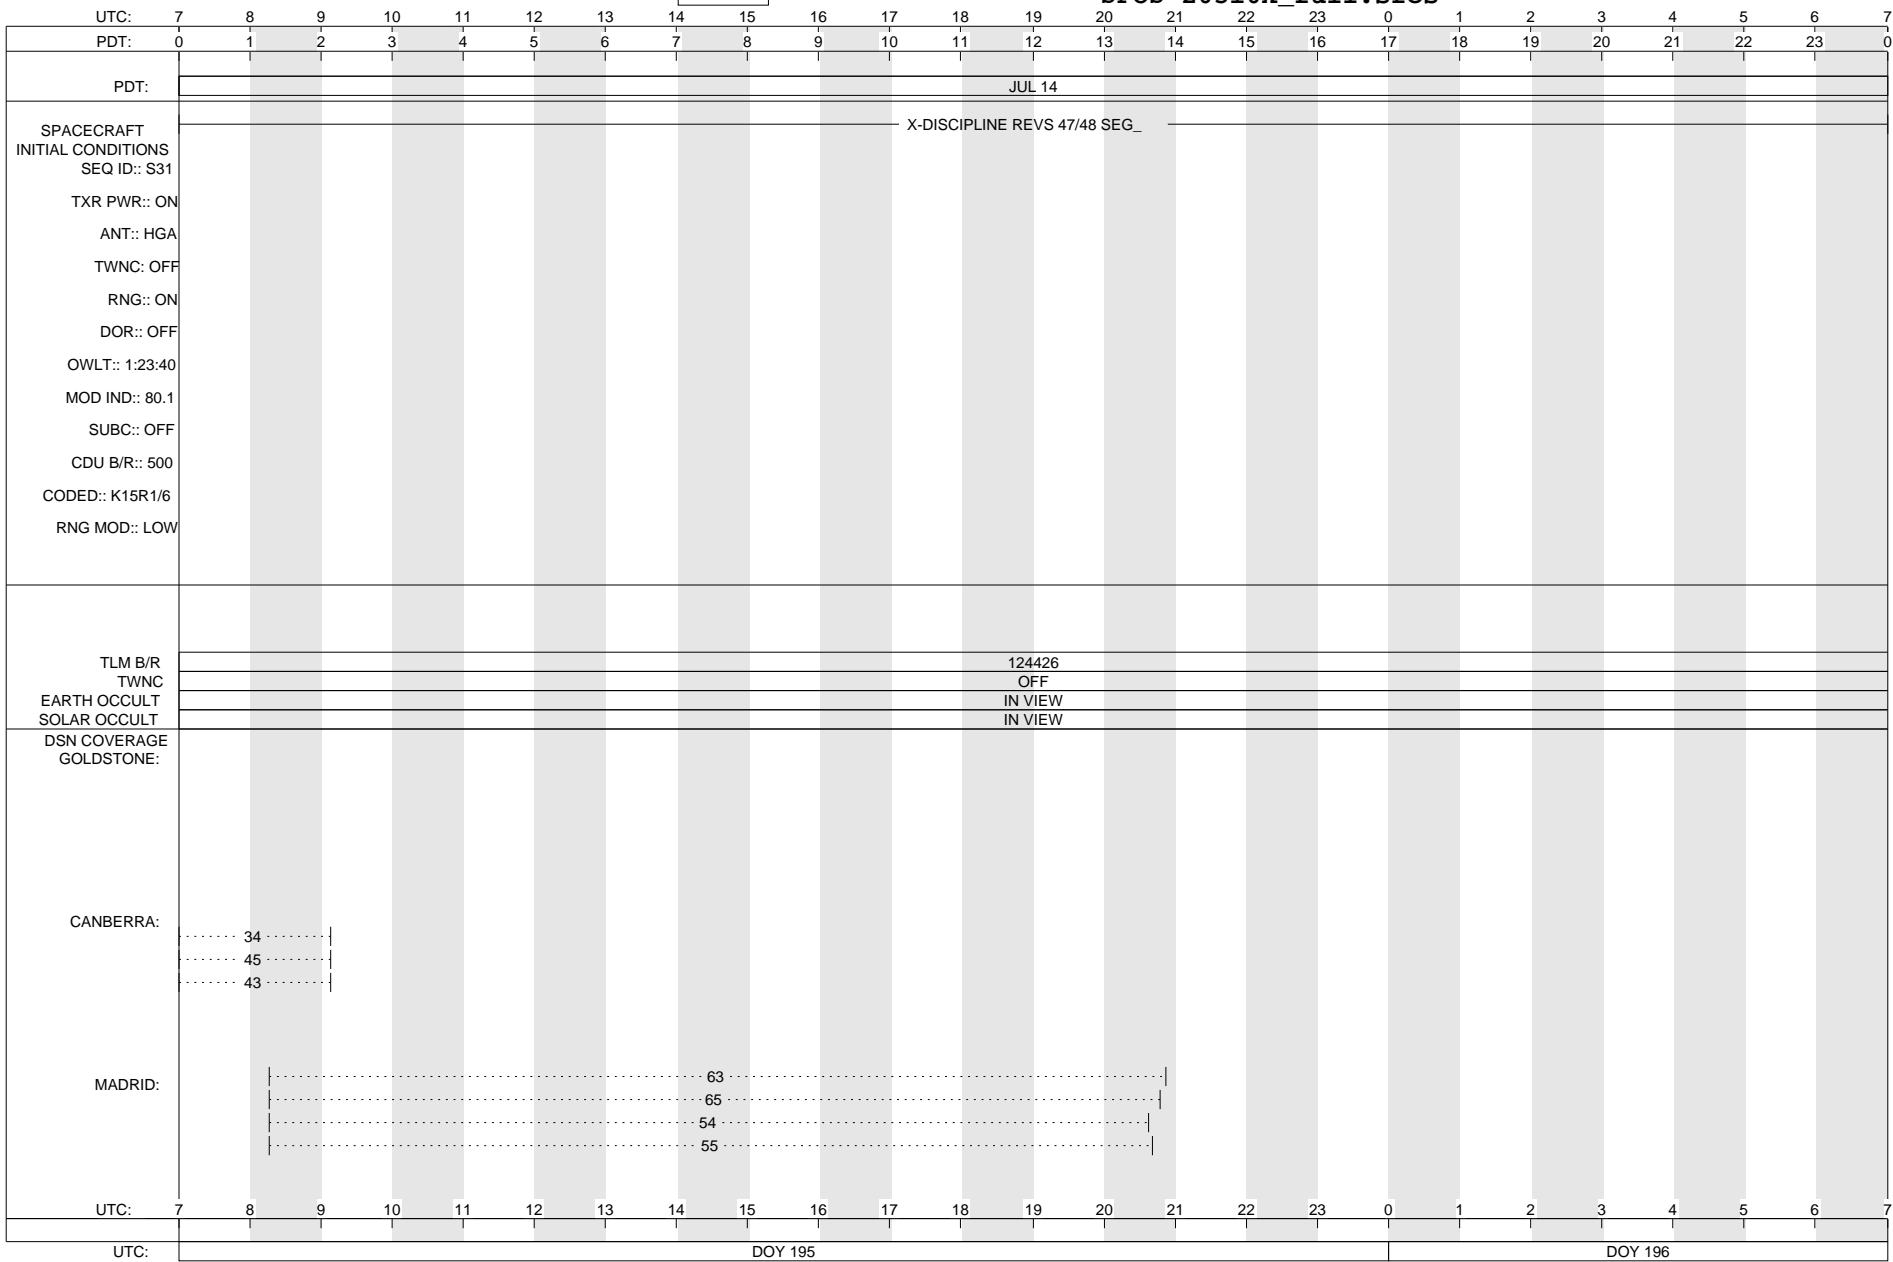 UTC: 7 8 9 10 11 12 13 14 15 16 17 18 19 20 21 22 23 0 1 2 3 4 5 6 7
PDT: 0 1 2 3 4 5 6 7 8 9 10 11 12 13 14 15 16 17 18 19 20 21 22 23 0
PDT: JUL 14
X-DISCIPLINE REVS 47/48 SEG_
SPACECRAFT
INITIAL CONDITIONS
SEQ ID:: S31
TXR PWR:: ON
ANT:: HGA
TWNC: OFF
RNG:: ON
DOR:: OFF
OWLT:: 1:23:40
MOD IND:: 80.1
SUBC:: OFF
CDU B/R:: 500
CODED:: K15R1/6
RNG MOD:: LOW
TLM B/R 124426
TWNC OFF
EARTH OCCULT IN VIEW
SOLAR OCCULT IN VIEW
DSN COVERAGE
GOLDSTONE:
CANBERRA:
34
45
43
MADRID:
63
65
54
55
UTC: 7 8 9 10 11 12 13 14 15 16 17 18 19 20 21 22 23 0 1 2 3 4 5 6 7
UTC: DOY 195 DOY 196